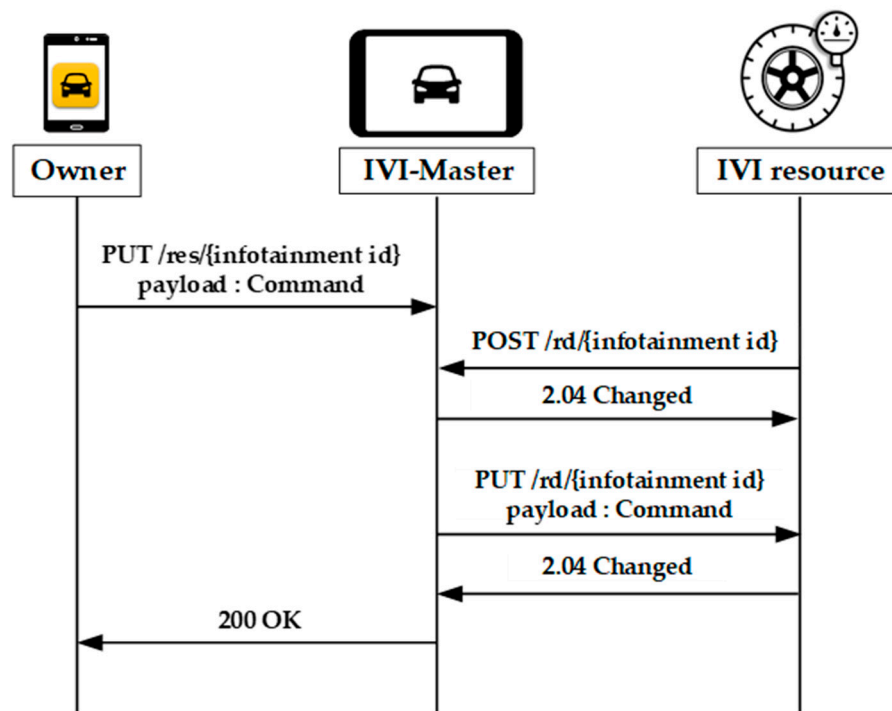 Owner
IVI-Master
IVI resource
PUT /res/{infotainment id}
payload : Command
POST /rd/{infotainment id}
2.04 Changed
PUT /rd/{infotainment id}
payload : Command
2.04 Changed
200 OK